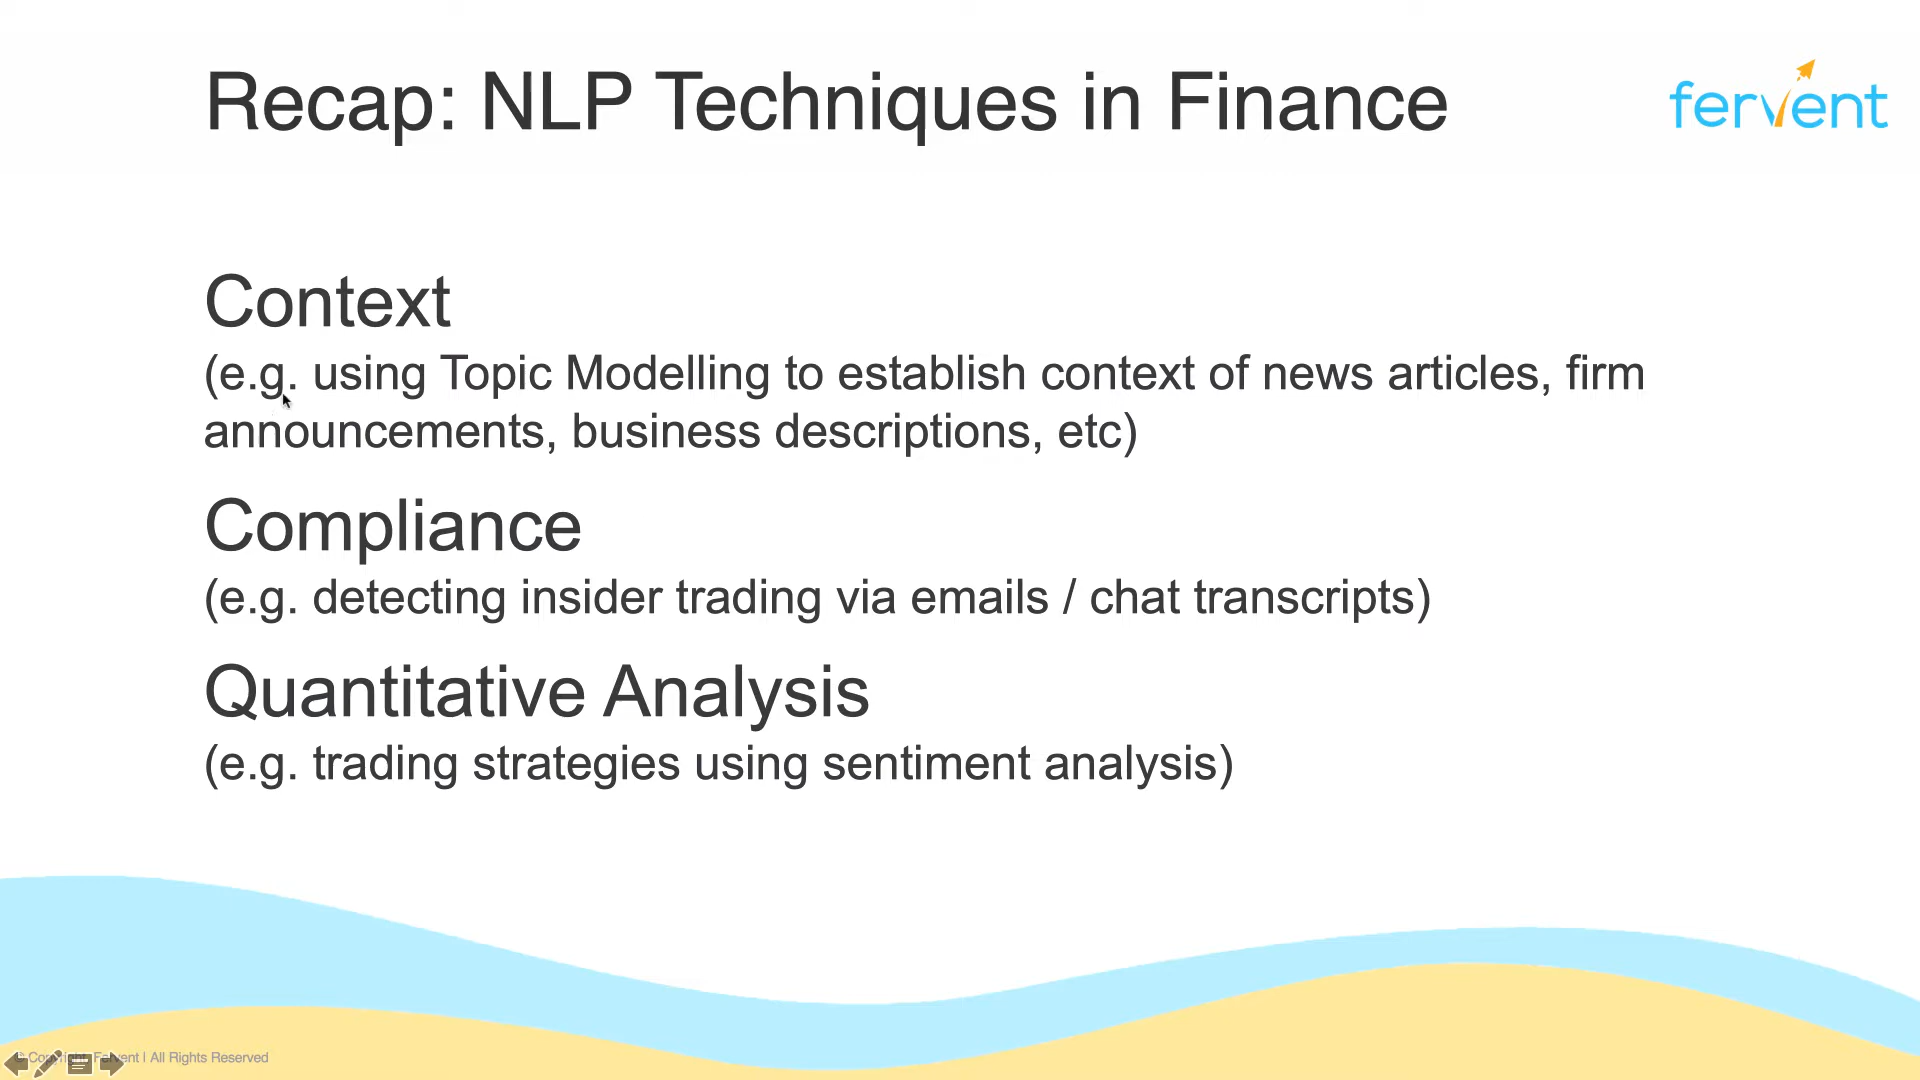 Recap: NLP Techniques in Finance
fervent
Context
(e.g. using Topic Modelling to establish context of news articles, firm
announcements, business descriptions, etc)
Compliance
(e.g. detecting insider trading via emails / chat transcripts)
Quantitative Analysis
(e.g. trading strategies using sentiment analysis)
© Copyright Fervent | All Rights Reserved